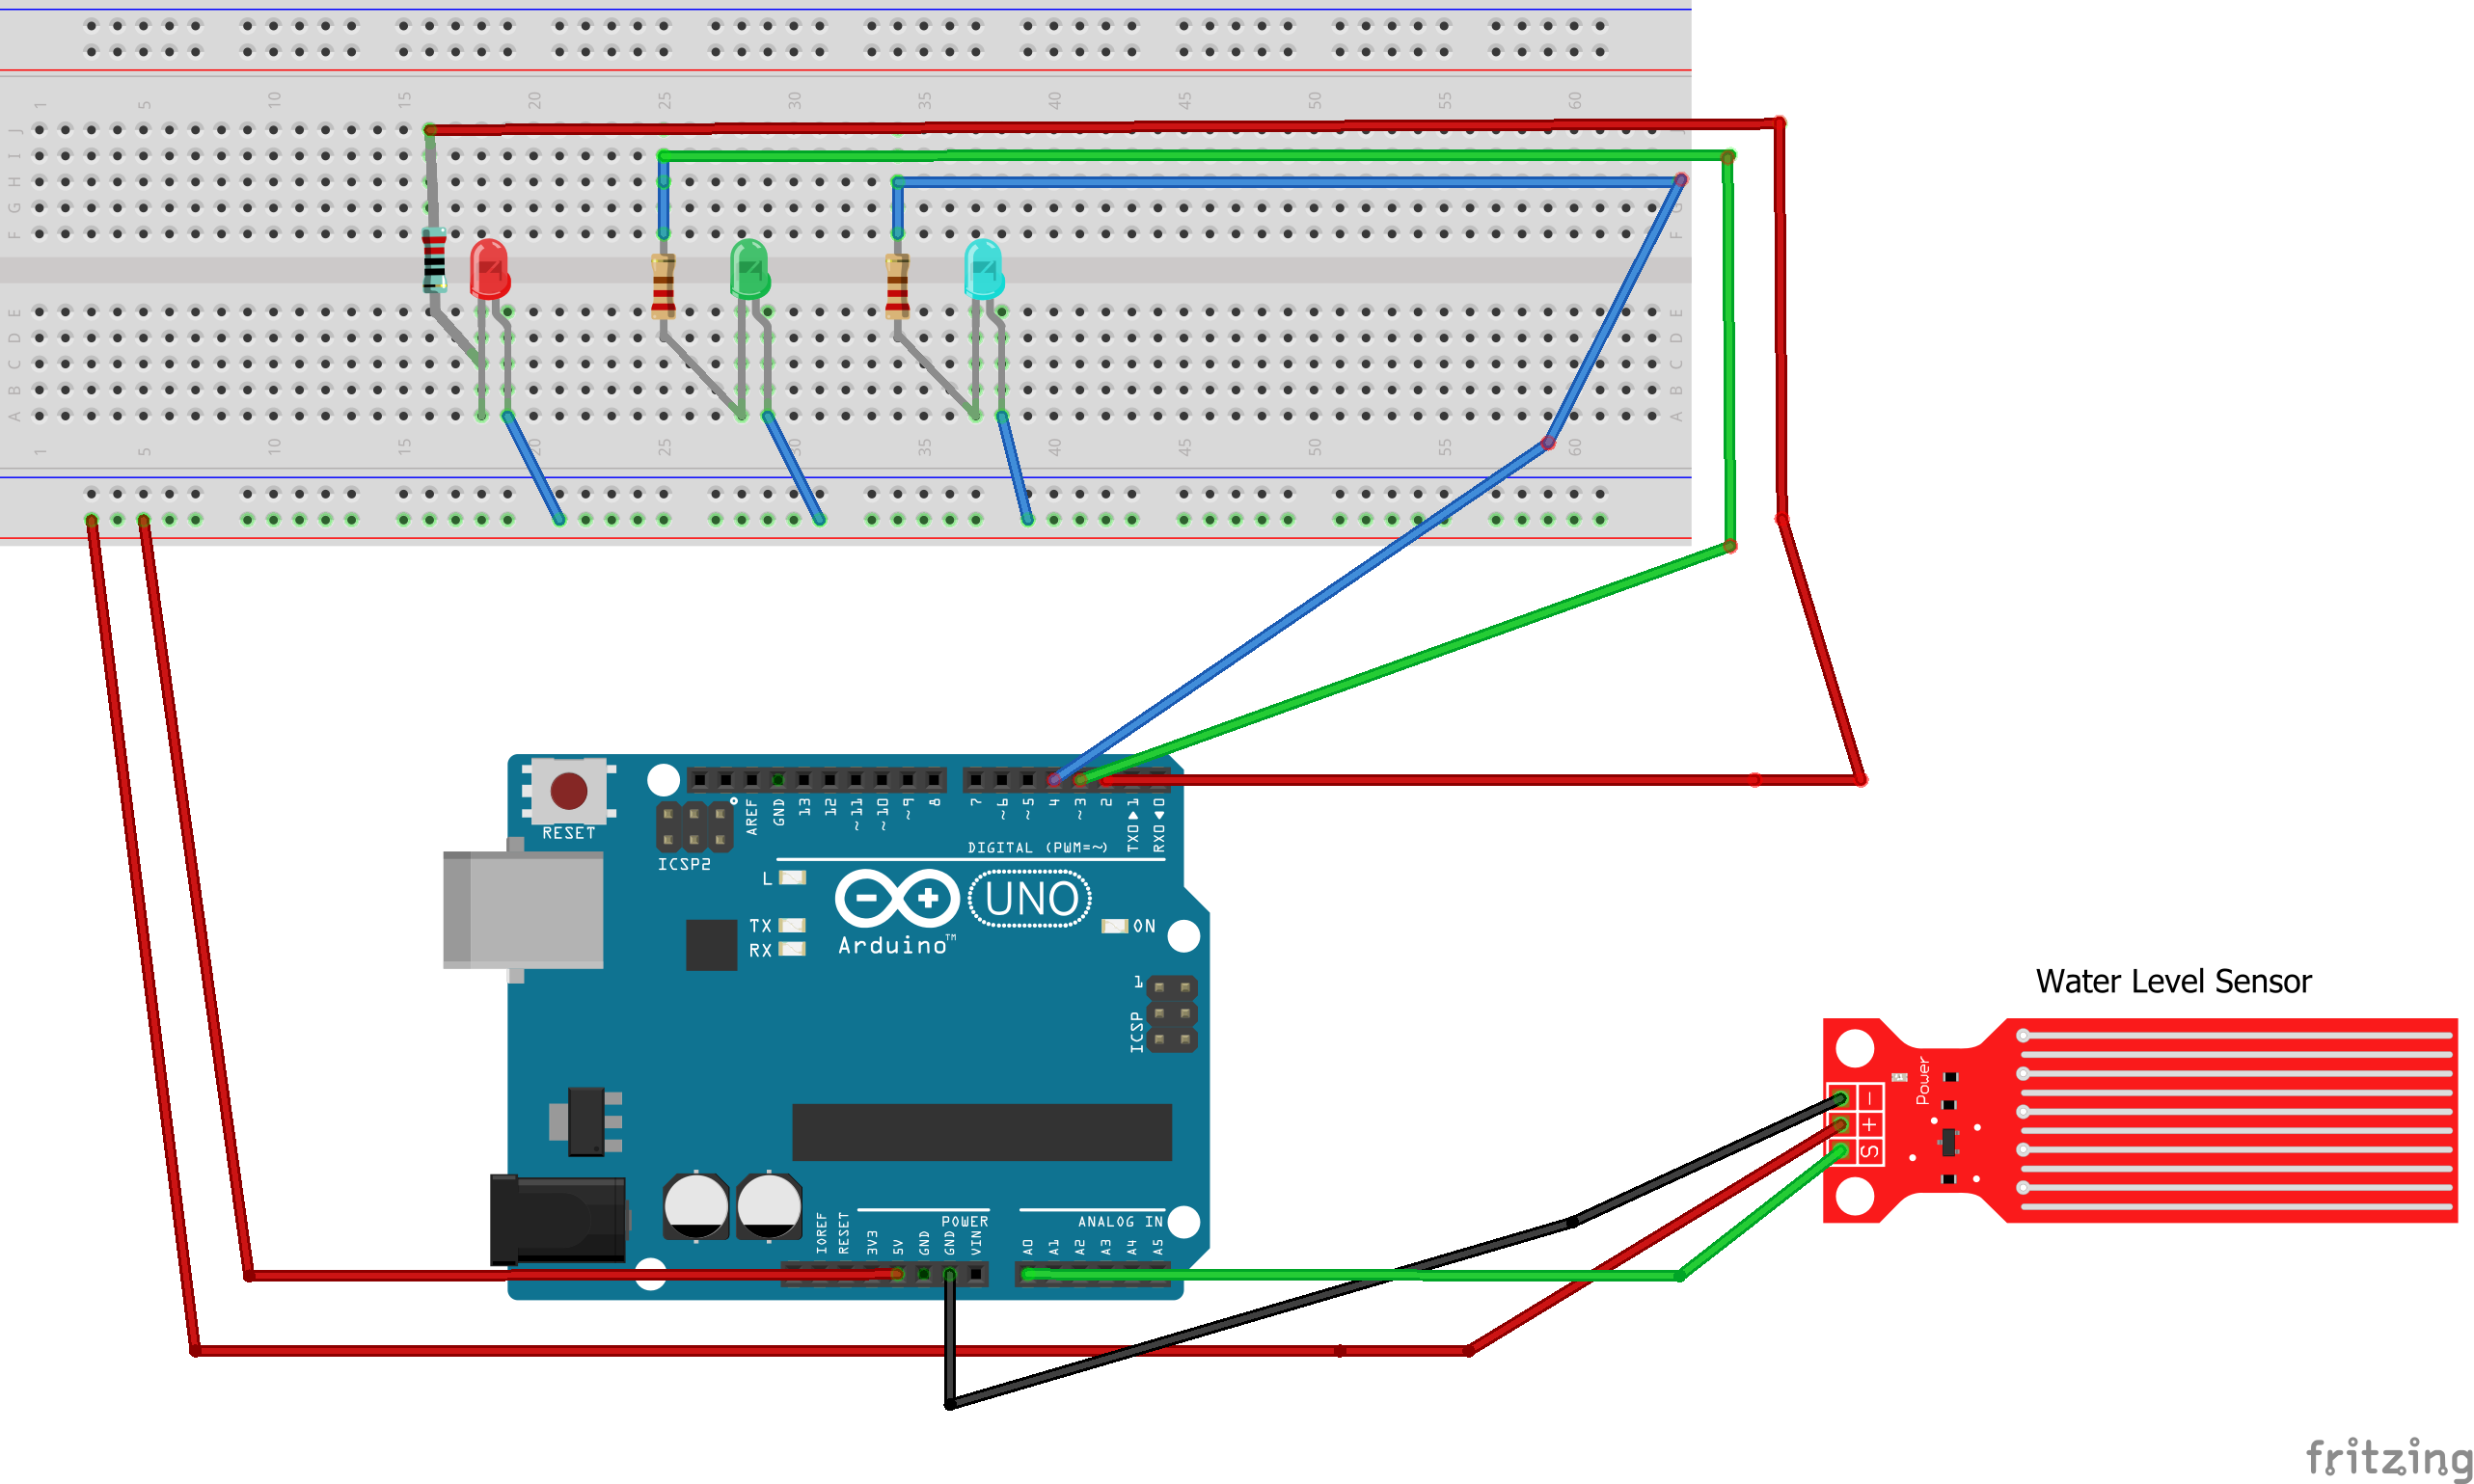 1 5 10 15 20 25 30 35 40 45 50 55 60
J
I
H
G G
F F
E E
D D
C C
B B
A A
1 5 15 20 25 30 35 40 45 50 55 60
10
RESET
ICSP2
AREF
GND
13
12
~11
~10
~9
8
7
~6
~5
4
~3
2
TX0▶1
RX0◀0
DIGITAL (PWM=~)
L
TX
RX
UNO
Arduino™
ON
1
ICSP
IOREF
RESET
3V3
5V
GND
GND
VIN
POWER
ANALOG IN
A0
A1
A2
A3
A4
A5
Water Level Sensor
Power
-
+
S
fritzing